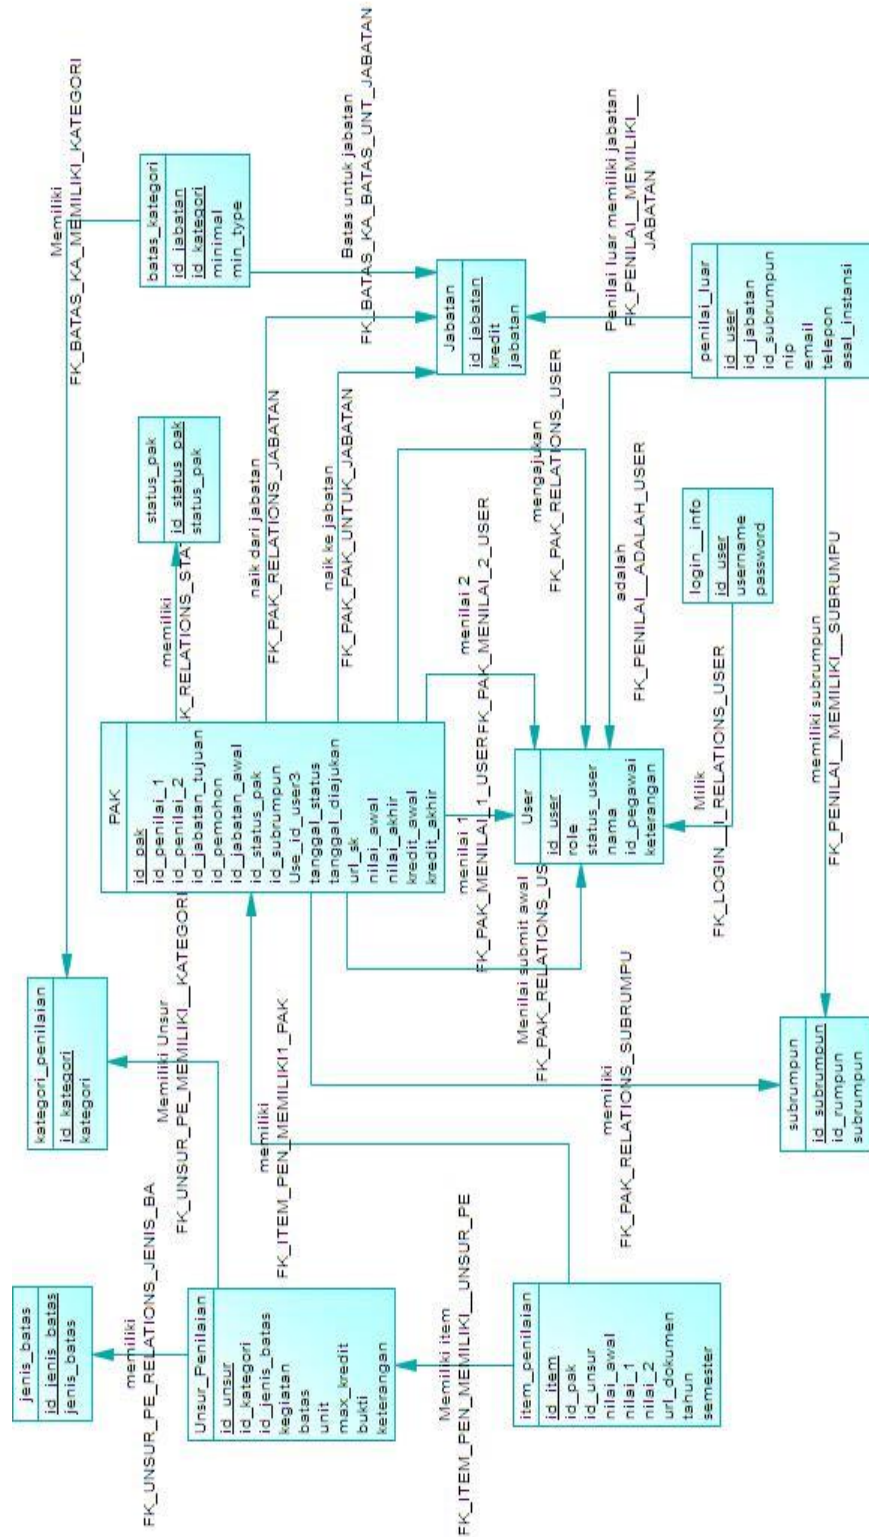 jenis_batas
id_jenis_batas
jenis_batas
memiliki
FK_UNSUR_PE_RELATIONS_JENIS_BA
kategori_penilaian
id_kategori
kategori
Memiliki
FK_BATAS_KA_MEMILIKI_KATEGORI
Memiliki Unsur
FK_UNSUR_PE_MEMILIKI__KATEGORI
Unsur_Penilaian
id_unsur
id_kategori
id_jenis_batas
kegiatan
batas
unit
max_kredit
bukti
keterangan
memiliki
FK_ITEM_PEN_MEMILIKI1_PAK
Memiliki item
FK_ITEM_PEN_MEMILIKI__UNSUR_PE
item_penilaian
id_item
id_pak
id_unsur
nilai_awal
nilai_1
nilai_2
url_dokumen
tahun
semester
PAK
id_pak
id_penilai_1
id_penilai_2
id_jabatan_tujuan
id_pemohon
id_jabatan_awal
id_status_pak
id_subrumpun
Use_id_user3
tanggal_status
tanggal_diajukan
url_sk
nilai_awal
nilai_akhir
kredit_awal
kredit_akhir
memiliki
K_RELATIONS_STA
status_pak
id_status_pak
status_pak
batas_kategori
id_jabatan
id_kategori
minimal
min_type
naik dari jabatan
FK_PAK_RELATIONS_JABATAN
naik ke jabatan
FK_PAK_PAK_UNTUK_JABATAN
Batas untuk jabatan
FK_BATAS_KA_BATAS_UNT_JABATAN
Jabatan
id_jabatan
kredit
jabatan
menilai 1
FK_PAK_MENILAI_1_USER
menilai 2
FK_PAK_MENILAI_2_USER
mengajukan
FK_PAK_RELATIONS_USER
Menilai submit awal
FK_PAK_RELATIONS_US
User
id_user
role
status_user
nama
id_pegawai
keterangan
adalah
FK_PENILAI__ADALAH_USER
Penilai luar memiliki jabatan
FK_PENILAI__MEMILIKI__
JABATAN
memiliki
FK_PAK_RELATIONS_SUBRUMPU
Milik
FK_LOGIN__I_RELATIONS_USER
login__info
id_user
username
password
penilai_luar
id_user
id_jabatan
id_subrumpun
nip
email
telepon
asal_instansi
subrumpun
id_subrumpun
id_rumpun
subrumpun
memiliki subrumpun
FK_PENILAI__MEMILIKI__SUBRUMPU